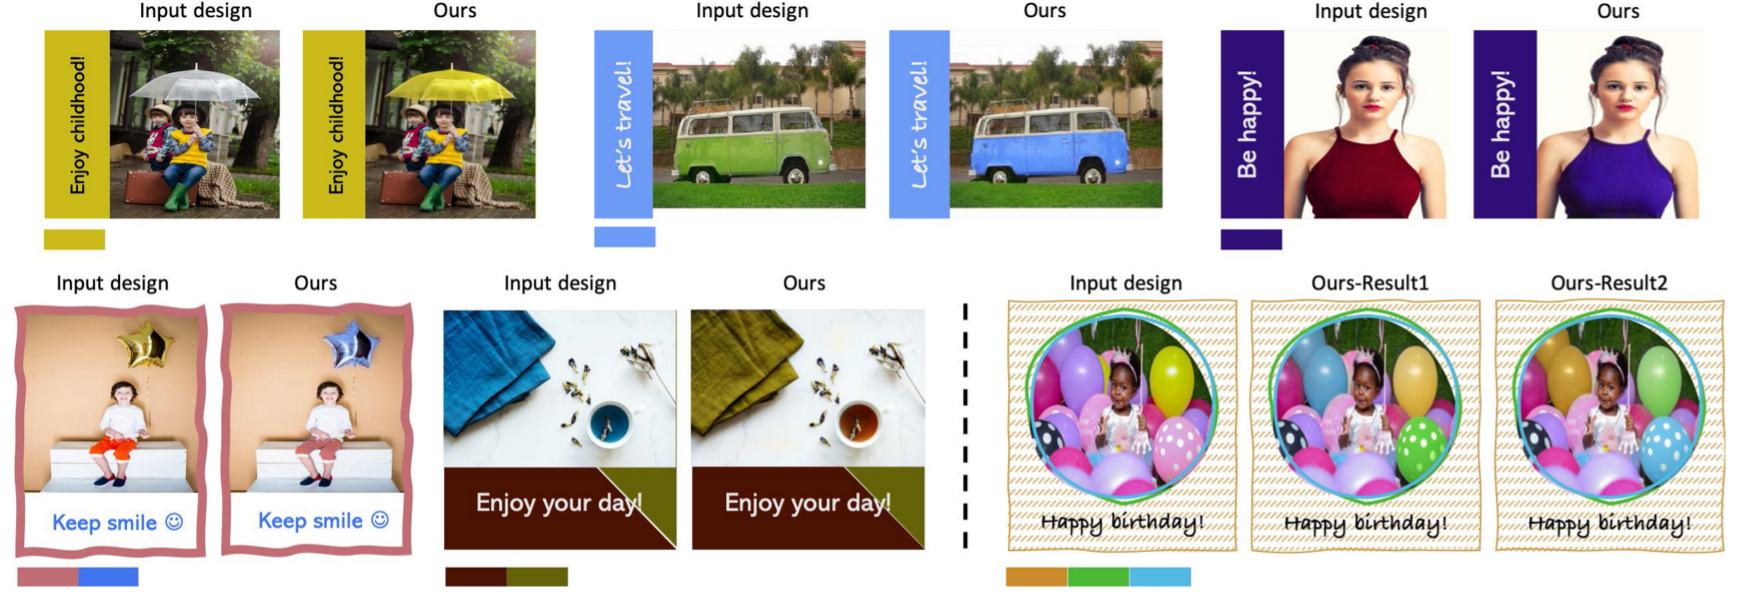 Input design
Ours
Input design
Ours
Input design
Ours
Enjoy childhood!
Enjoy childhood!
Let's travel!
Let's travel!
Be happy!
Be happy!
Input design
Ours
Input design
Ours
Input design
Ours-Result1
Ours-Result2
Keep smile ☺
Keep smile ☺
Enjoy your day!
Enjoy your day!
Happy birthday!
Happy birthday!
Happy birthday!